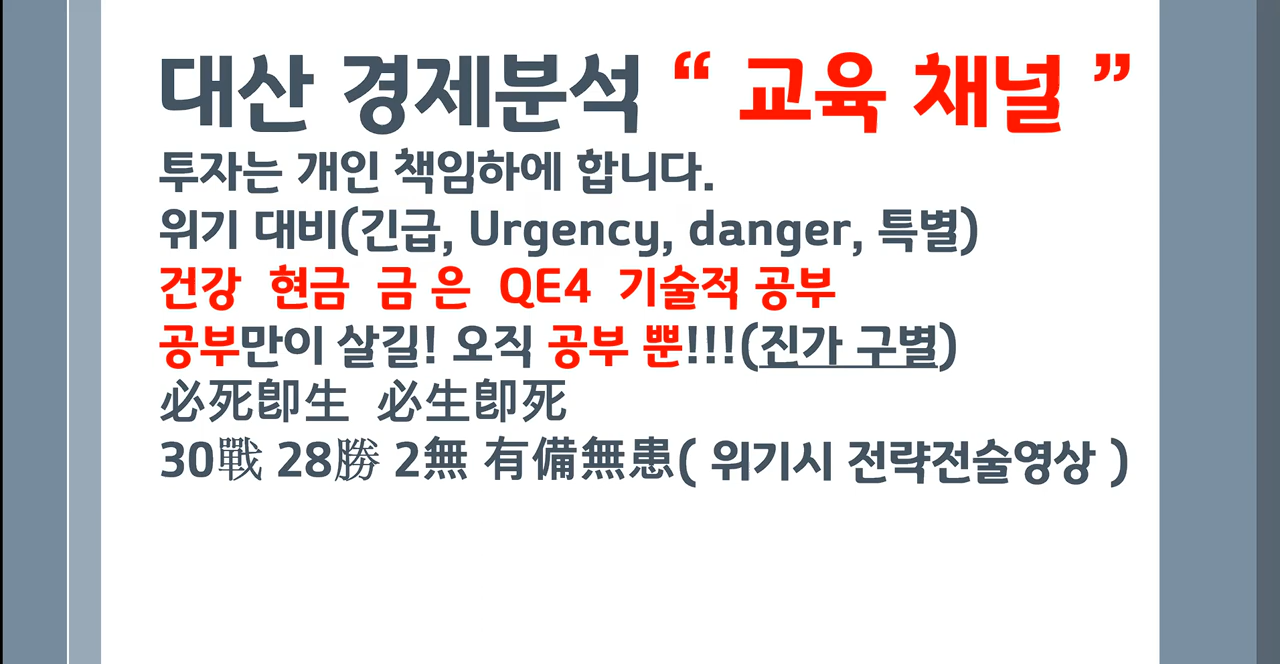 대산 경제분석 “ 교육 채널 ”
투자는 개인 책임하에 합니다.
위기 대비(긴급, Urgency, danger, 특별)
건강 현금 금 은 QE4 기술적 공부
공부만이 살길! 오직 공부 뿐!!!(진가 구별)
必死卽生 必生卽死
30戰 28勝 2無 有備無患( 위기시 전략전술영상 )